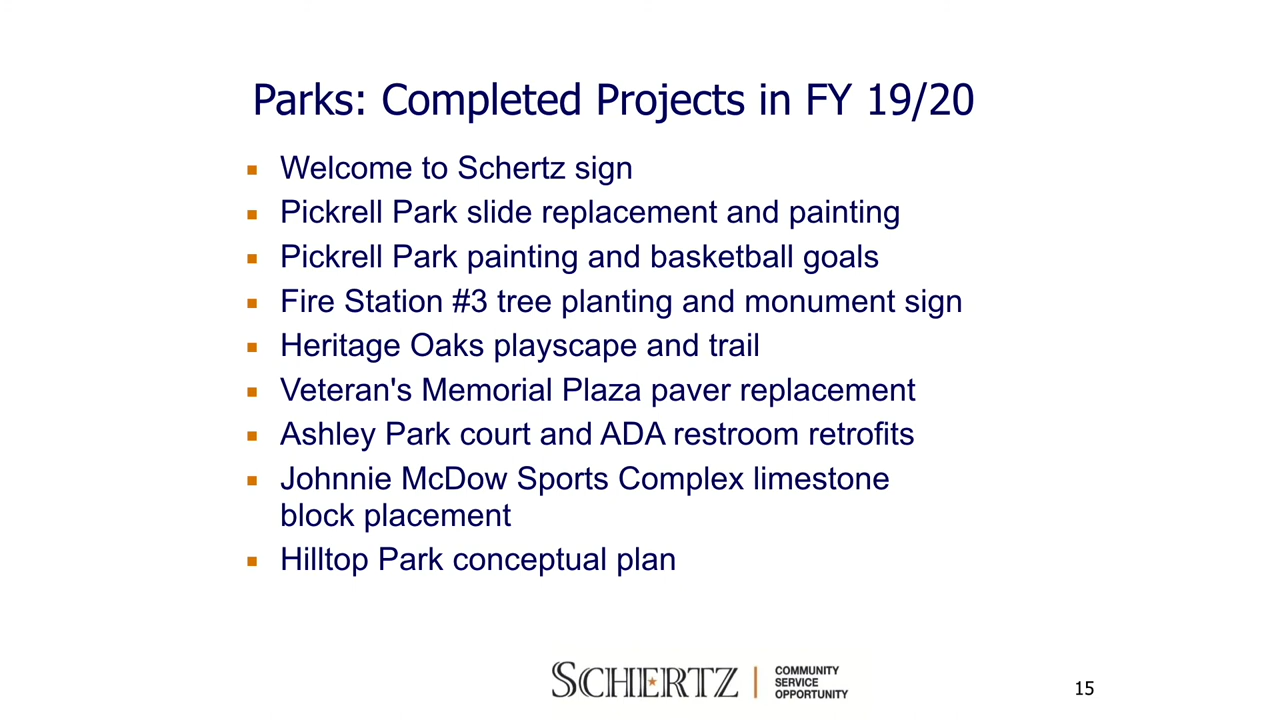 Parks: Completed Projects in FY 19/20
▪ Welcome to Schertz sign
▪ Pickrell Park slide replacement and painting
▪ Pickrell Park painting and basketball goals
▪ Fire Station #3 tree planting and monument sign
▪ Heritage Oaks playscape and trail
▪ Veteran's Memorial Plaza paver replacement
▪ Ashley Park court and ADA restroom retrofits
▪ Johnnie McDow Sports Complex limestone
block placement
▪ Hilltop Park conceptual plan
SCHERTZ | COMMUNITY
SERVICE
OPPORTUNITY
15